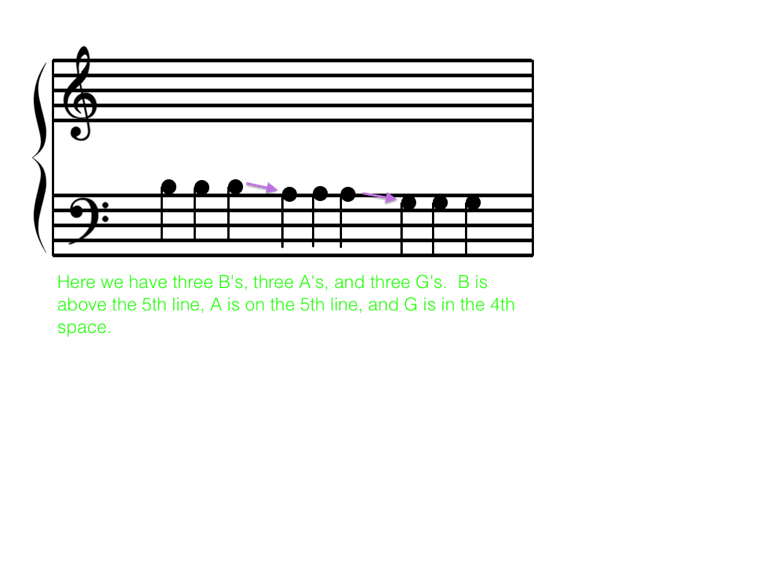 Here we have three B's, three A's, and three G's.  B is
above the 5th line, A is on the 5th line, and G is in the 4th
space.